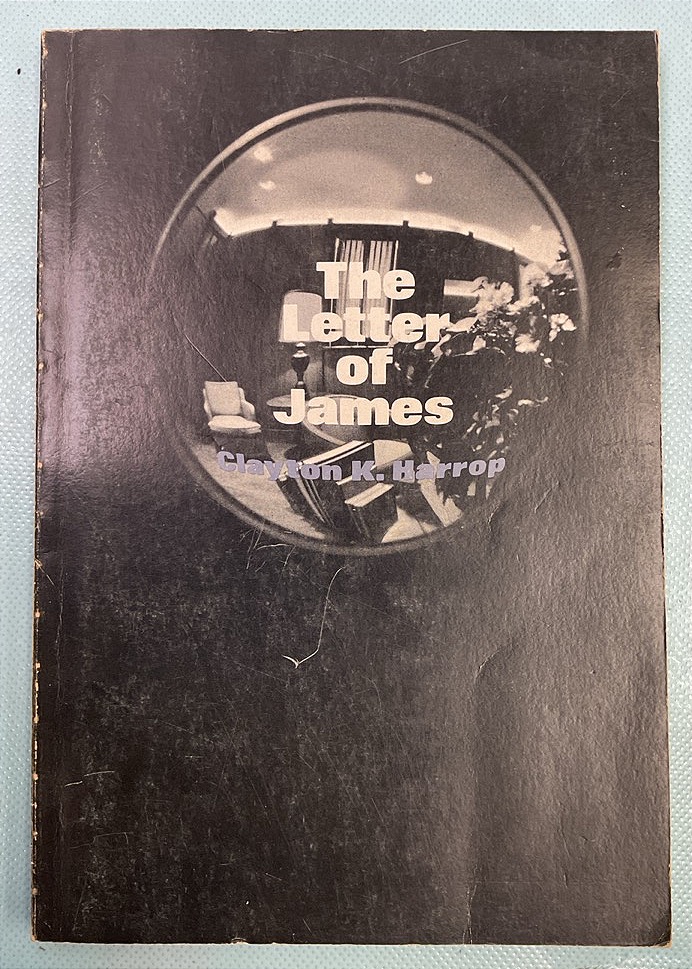 The
Letter
of
James
Clayton K. Harrop